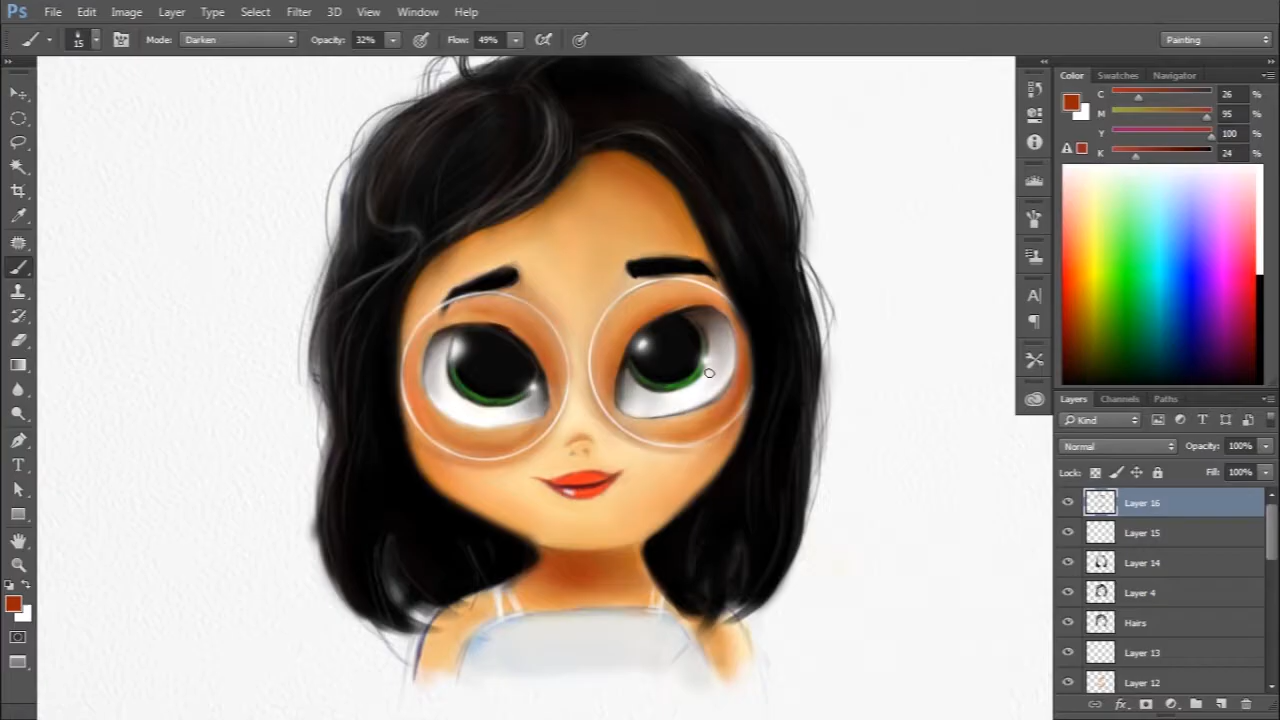 Ps File Edit Image Layer Type Select Filter 3D View Window Help
15 Mode: Darken Opacity: 32% Flow: 49% Painting
Color Swatches Navigator
C 26 %
M 95 %
Y 100 %
K 24 %
Layers Channels Paths
Kind
Normal Opacity: 100%
Lock: Fill: 100%
Layer 16
Layer 15
Layer 14
Layer 4
Hairs
Layer 13
Layer 12